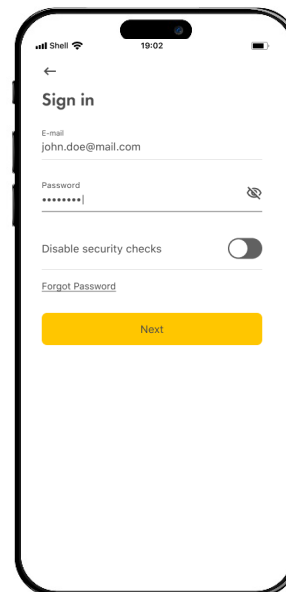 Shell 19:02
Sign in
E-mail
john.doe@mail.com
Password
••••••••
Disable security checks
Forgot Password
Next